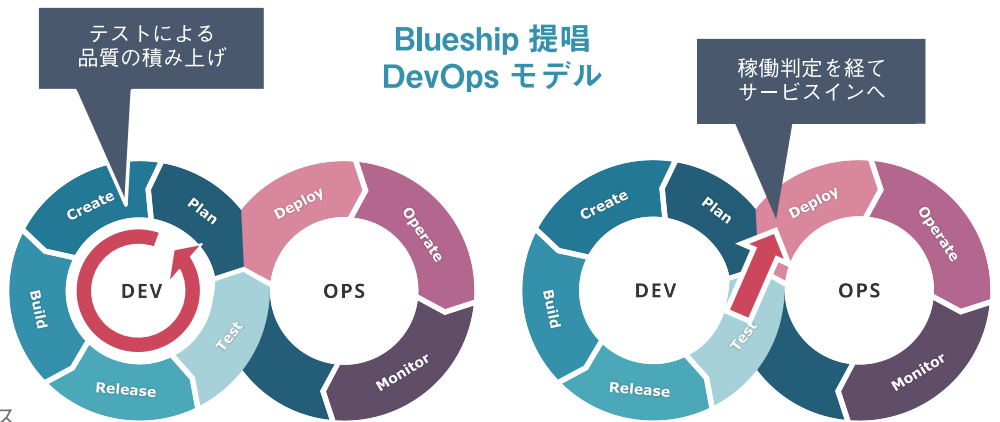 テストによる
品質の積み上げ
Blueship 提唱
DevOps モデル
稼働判定を経て
サービスインへ
Create
Plan
Build
DEV
Test
Release
Deploy
Operate
OPS
Monitor
Create
Plan
Build
DEV
Test
Release
Deploy
Operate
OPS
Monitor
ス